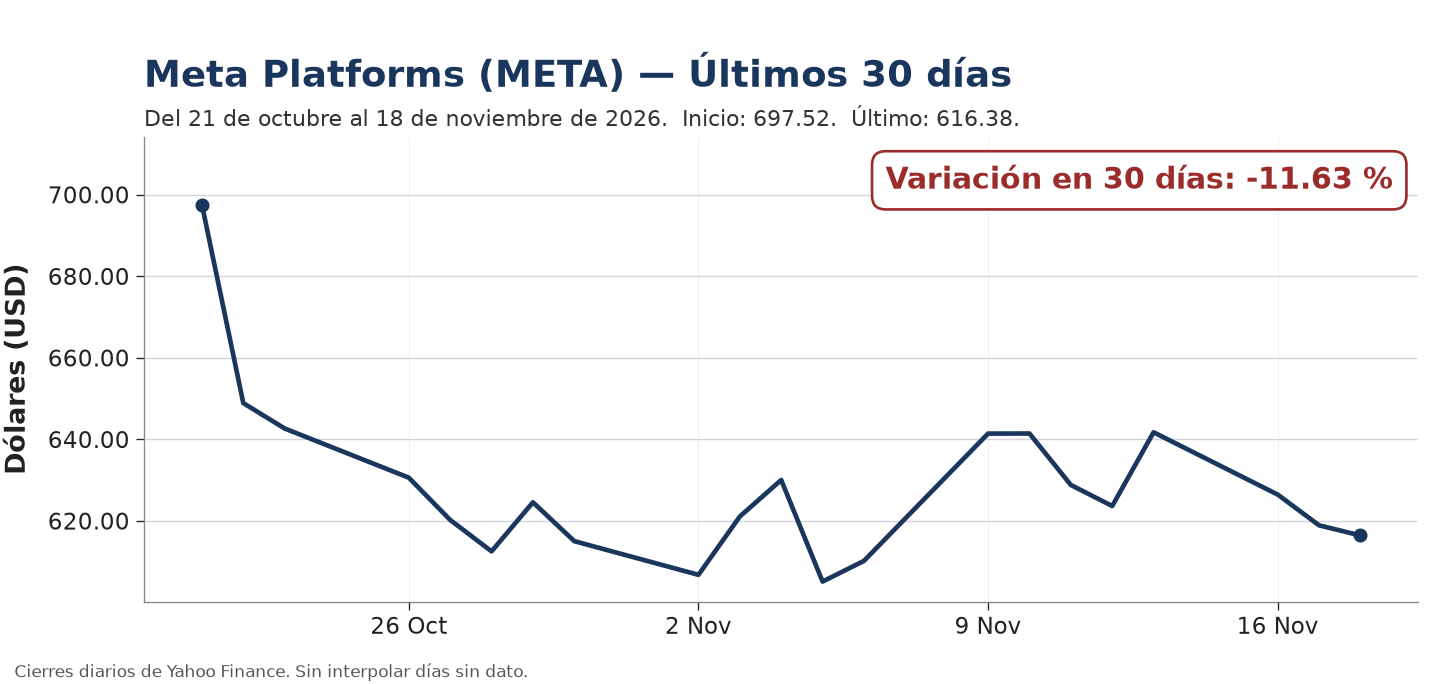 Meta Platforms (META) — Últimos 30 días
Del 21 de octubre al 18 de noviembre de 2026.  Inicio: 697.52.  Último: 616.38.
Variación en 30 días: -11.63 %
Dólares (USD)
700.00
680.00
660.00
640.00
620.00
26 Oct
2 Nov
9 Nov
16 Nov
Cierres diarios de Yahoo Finance. Sin interpolar días sin dato.